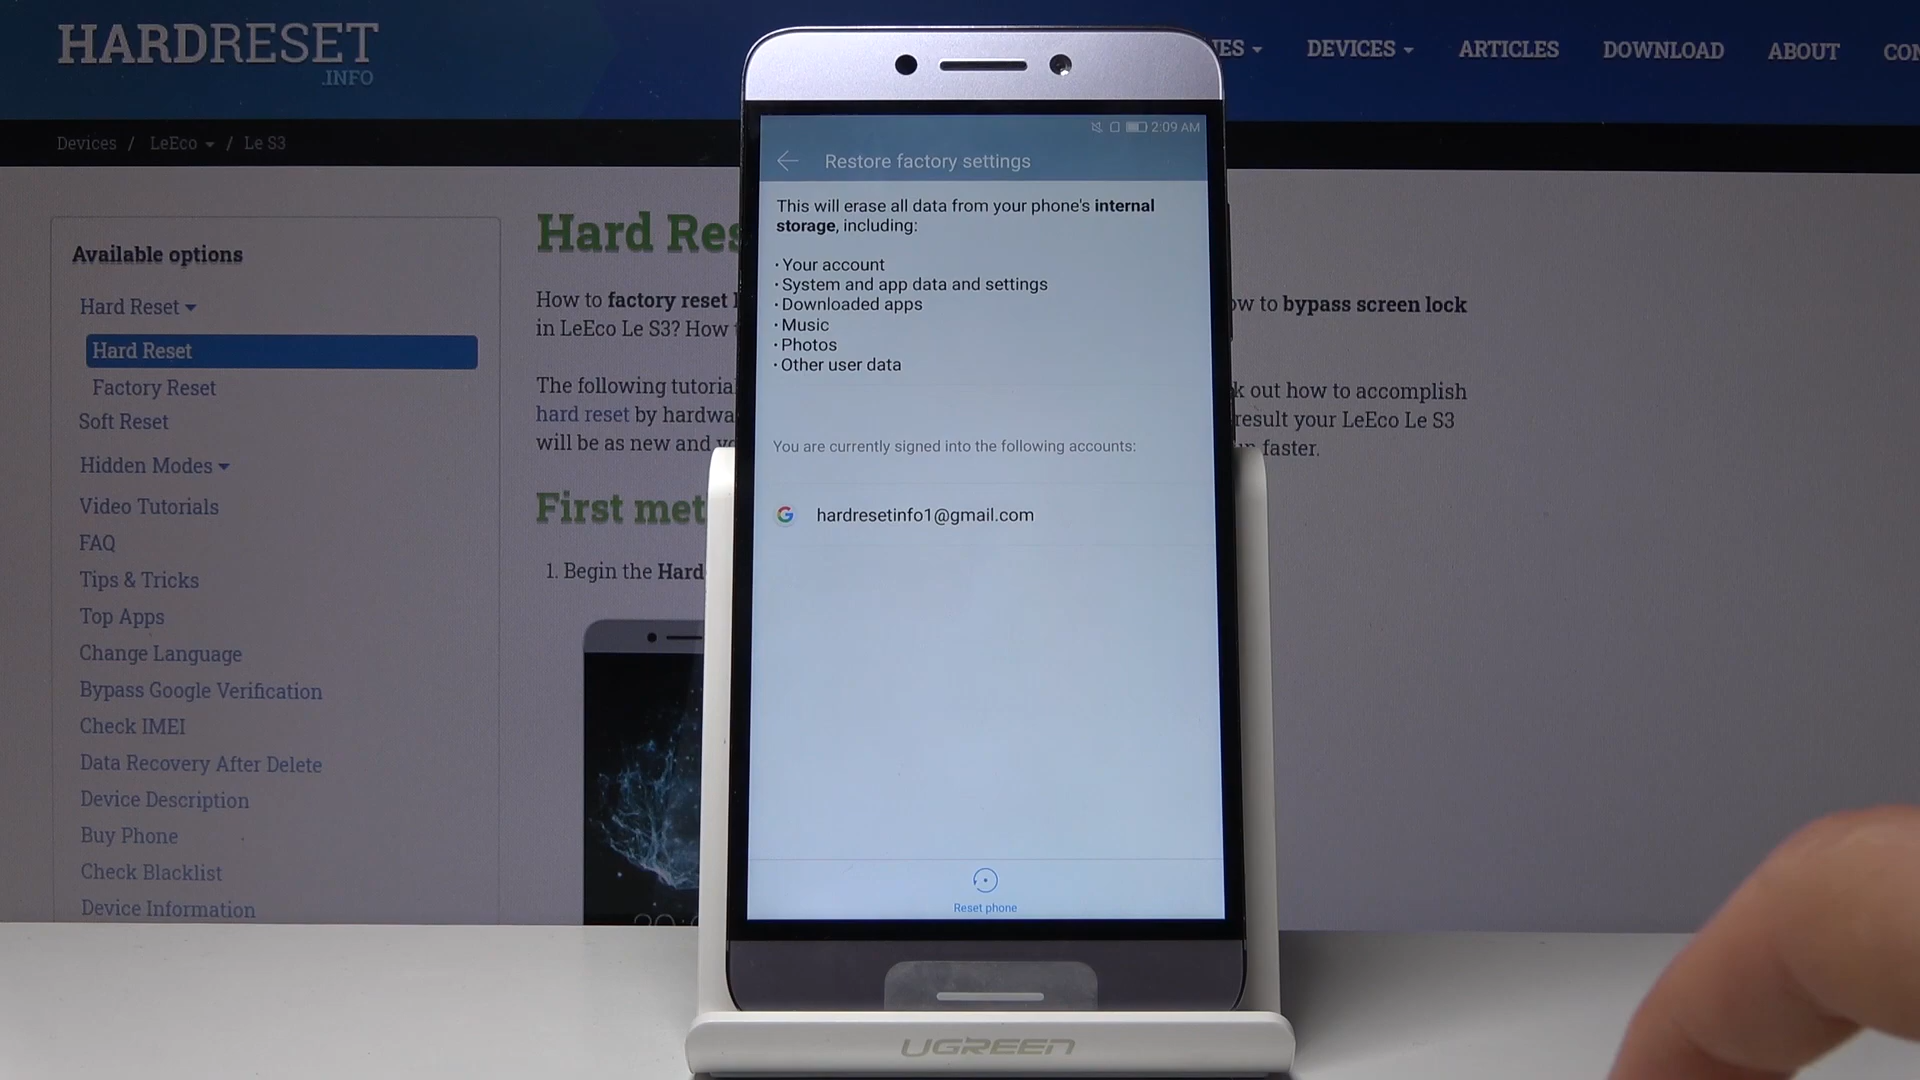 HARDRESET
.INFO
DEVICES
ARTICLES
DOWNLOAD
ABOUT
Devices / LeEco / Le S3
Available options
Hard Reset
Hard Reset
Factory Reset
Soft Reset
Hidden Modes
Video Tutorials
FAQ
Tips & Tricks
Top Apps
Change Language
Bypass Google Verification
Check IMEI
Data Recovery After Delete
Device Description
Buy Phone
Check Blacklist
Device Information
Hard
How to factory reset
in LeEco Le S3? How
The following
hard reset by
will be as new and
First
1. Begin the Hard
to bypass screen lock
out how to accomplish
result your LeEco Le S3
faster.
2:09 AM
Restore factory settings
This will erase all data from your phone's internal
storage, including:
· Your account
· System and app data and settings
· Downloaded apps
· Music
· Photos
· Other user data
You are currently signed into the following accounts:
G hardresetinfo1@gmail.com
Reset phone
UGREEN